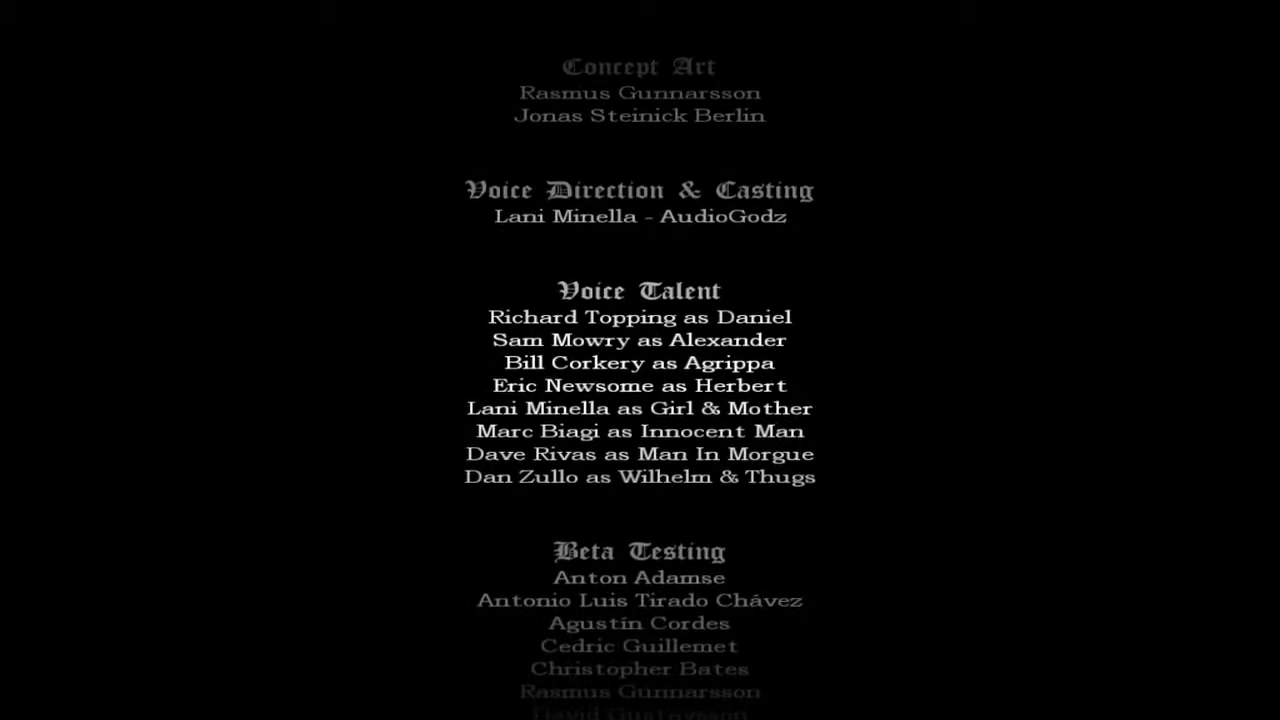 Concept Art
Rasmus Gunnarsson
Jonas Steinick Berlin
Voice Direction & Casting
Lani Minella - AudioGodz
Voice Talent
Richard Topping as Daniel
Sam Mowry as Alexander
Bill Corkery as Agrippa
Eric Newsome as Herbert
Lani Minella as Girl & Mother
Marc Biagi as Innocent Man
Dave Rivas as Man In Morgue
Dan Zullo as Wilhelm & Thugs
Beta Testing
Anton Adamse
Antonio Luis Tirado Chávez
Agustín Cordes
Cedric Guillemet
Christopher Bates
Rasmus Gunnarsson
David Gustavsson